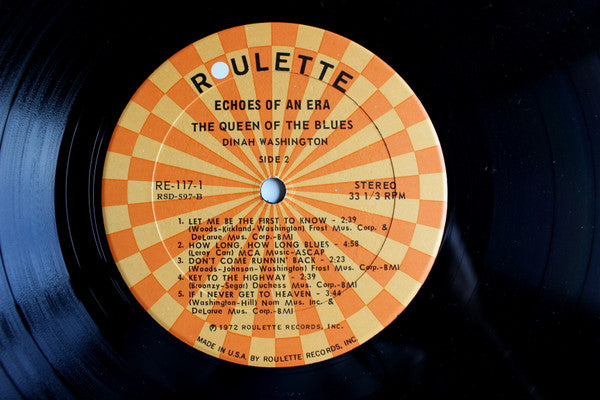 ROULETTE
ECHOES OF AN ERA
THE QUEEN OF THE BLUES
DINAH WASHINGTON
SIDE 2
RE-117-1
RSD-597-B
STEREO
33 1/3 RPM
1. LET ME BE THE FIRST TO KNOW - 2:39
(Woods-Kirkland-Washington) Frost Mus. Corp. &
DeLarue Mus. Corp.-BMI
2. HOW LONG, HOW LONG BLUES - 4:58
(Leroy Carr) MCA Music-ASCAP
3. DON'T COME RUNNIN' BACK - 2:23
(Woods-Johnson-Washington) Frost Mus. Corp.-BMI
4. KEY TO THE HIGHWAY - 2:39
(Broonzy-Segar) Duchess Mus. Corp.-BMI
5. IF I NEVER GET TO HEAVEN - 3:44
(Washington-Hill) Nom Mus. Inc. &
DeLarue Mus. Corp.-BMI
℗ 1972 ROULETTE RECORDS, INC.
MADE IN U.S.A. BY ROULETTE RECORDS, INC.